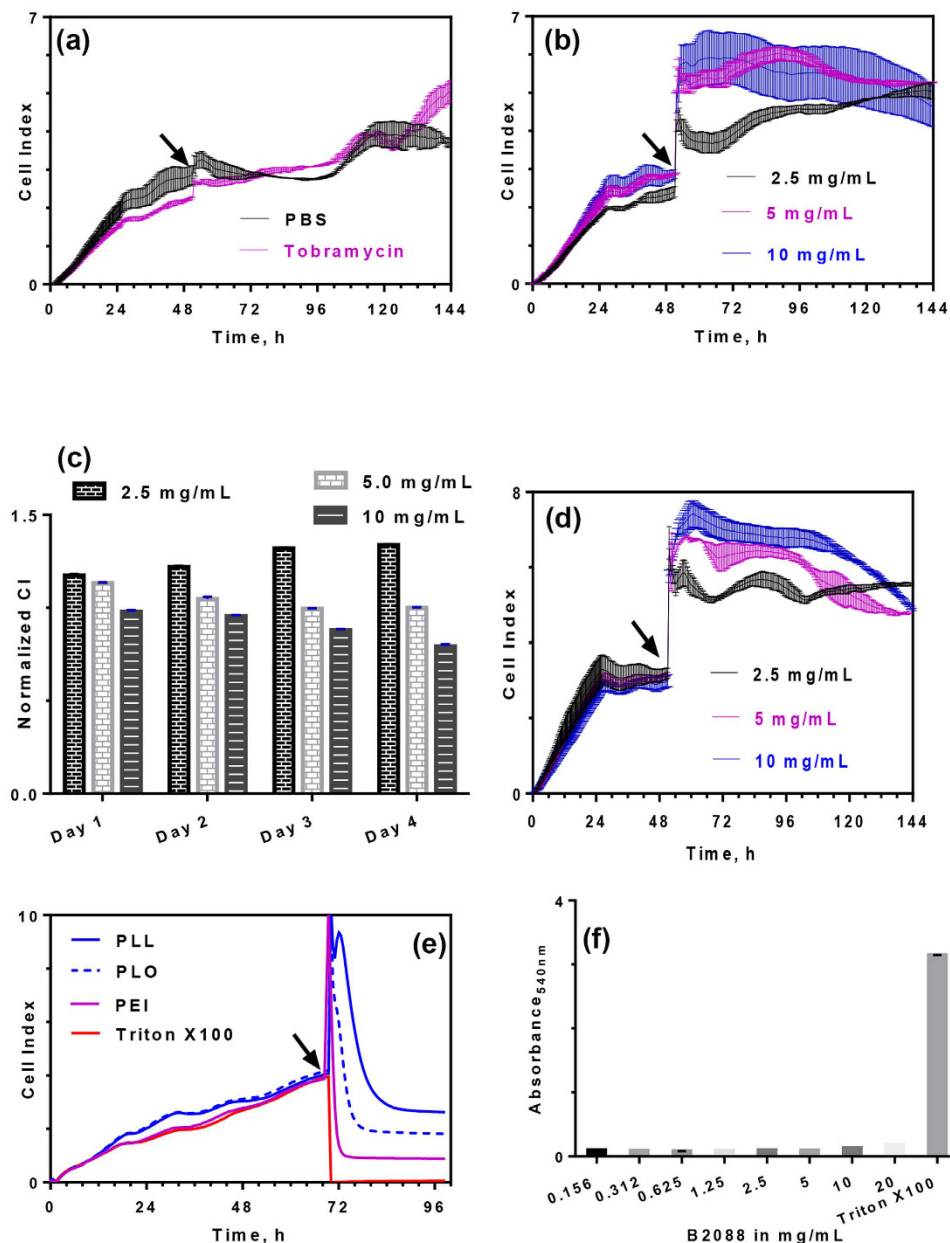 (a)
7
0
Cell Index
PBS
Tobramycin
0 24 48 72 96 120 144
Time, h
(b)
7
0
Cell Index
2.5 mg/mL
5 mg/mL
10 mg/mL
0 24 48 72 96 120 144
Time, h
(c)
2.5 mg/mL
5.0 mg/mL
10 mg/mL
1.5
0.0
Normalized CI
Day 1 Day 2 Day 3 Day 4
(d)
8
0
Cell Index
2.5 mg/mL
5 mg/mL
10 mg/mL
0 24 48 72 96 120 144
Time, h
(e)
10
0
Cell Index
PLL
PLO
PEI
Triton X100
0 24 48 72 96
Time, h
(f)
4
0
Absorbance540nm
0.156 0.312 0.625 1.25 2.5 5 10 20 Triton X100
B2088 in mg/mL